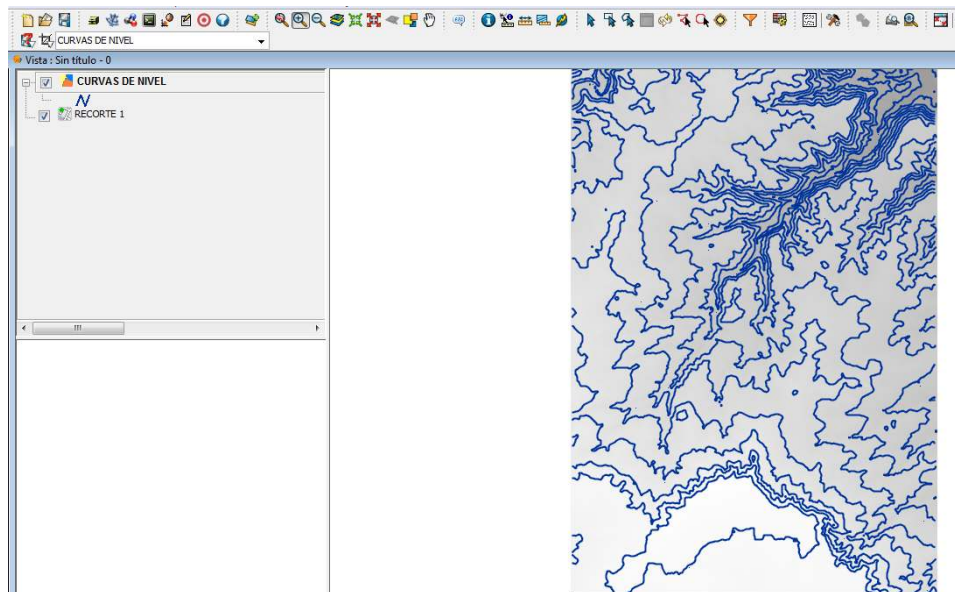 CURVAS DE NIVEL
Vista : Sin título - 0
CURVAS DE NIVEL
RECORTE 1